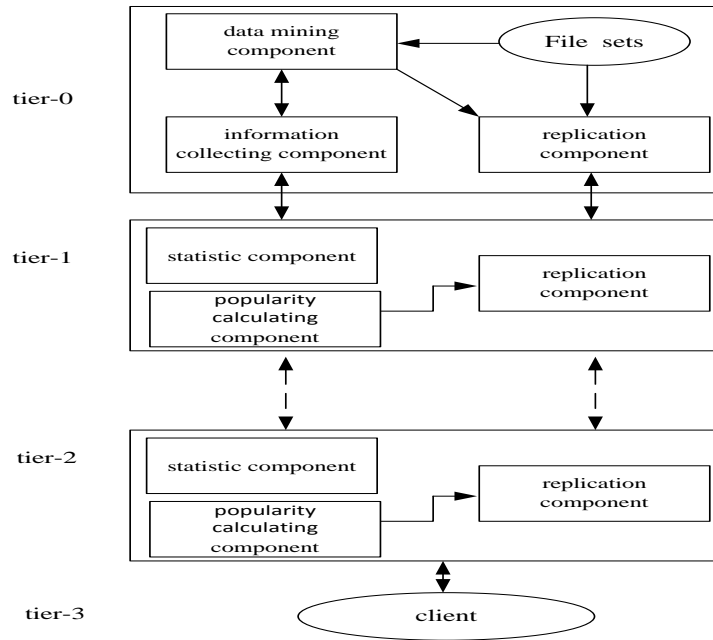 tier-0
data mining
component
File sets
information
collecting component
replication
component
tier-1
statistic component
popularity
calculating
component
replication
component
tier-2
statistic component
popularity
calculating
component
replication
component
tier-3
client